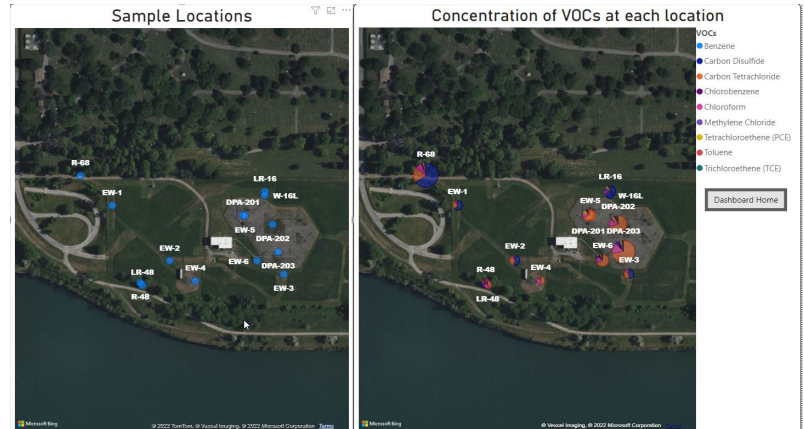 Sample Locations
R-68
LR-16
EW-1
W-16L
DPA-201
EW-5
DPA-202
EW-2
EW-6
DPA-203
LR-48
EW-4
EW-3
R-48
Microsoft Bing
© 2022 TomTom, © Vexcel Imaging, © 2022 Microsoft Corporation Terms
Concentration of VOCs at each location
R-68
LR-16
EW-1
W-16L
EW-5
DPA-202
DPA-201
DPA-203
EW-6
EW-2
EW-3
R-48
EW-4
LR-48
Microsoft Bing
© Vexcel Imaging, © 2022 Microsoft Corporation Terms
VOCs
Benzene
Carbon Disulfide
Carbon Tetrachloride
Chlorobenzene
Chloroform
Methylene Chloride
Tetrachloroethene (PCE)
Toluene
Trichloroethene (TCE)
Dashboard Home